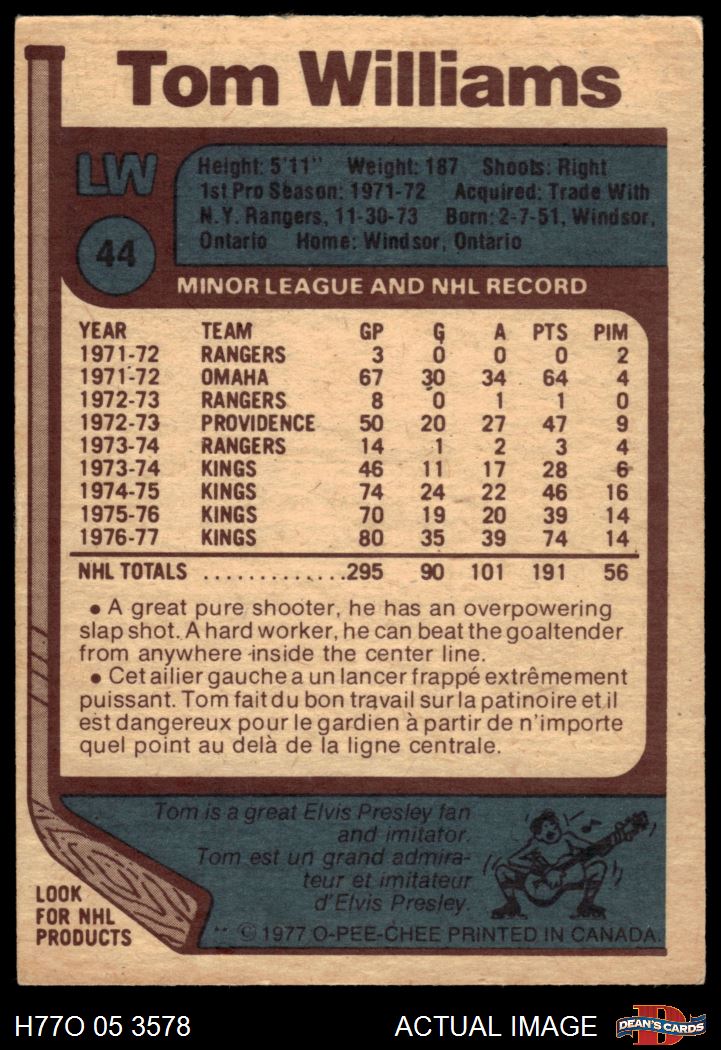 Tom Williams
LW
44
Height: 5'11" Weight: 187 Shoots: Right
1st Pro Season: 1971-72 Acquired: Trade With
N.Y. Rangers, 11-30-73 Born: 2-7-51, Windsor,
Ontario Home: Windsor, Ontario
MINOR LEAGUE AND NHL RECORD
YEAR TEAM GP G A PTS PIM
1971-72 RANGERS 3 0 0 0 2
1971-72 OMAHA 67 30 34 64 4
1972-73 RANGERS 8 0 1 1 0
1972-73 PROVIDENCE 50 20 27 47 9
1973-74 RANGERS 14 1 2 3 4
1973-74 KINGS 46 11 17 28 6
1974-75 KINGS 74 24 22 46 16
1975-76 KINGS 70 19 20 39 14
1976-77 KINGS 80 35 39 74 14
NHL TOTALS .............295 90 101 191 56
• A great pure shooter, he has an overpowering
slap shot. A hard worker, he can beat the goaltender
from anywhere inside the center line.
• Cet ailier gauche a un lancer frappé extrêmement
puissant. Tom fait du bon travail sur la patinoire et il
est dangereux pour le gardien à partir de n'importe
quel point au delà de la ligne centrale.
Tom is a great Elvis Presley fan
and imitator.
Tom est un grand admira-
teur et imitateur
d'Elvis Presley.
** © 1977 O-PEE-CHEE PRINTED IN CANADA.
LOOK
FOR NHL
PRODUCTS
H77O 05 3578 ACTUAL IMAGE
D
DEAN'S CARDS